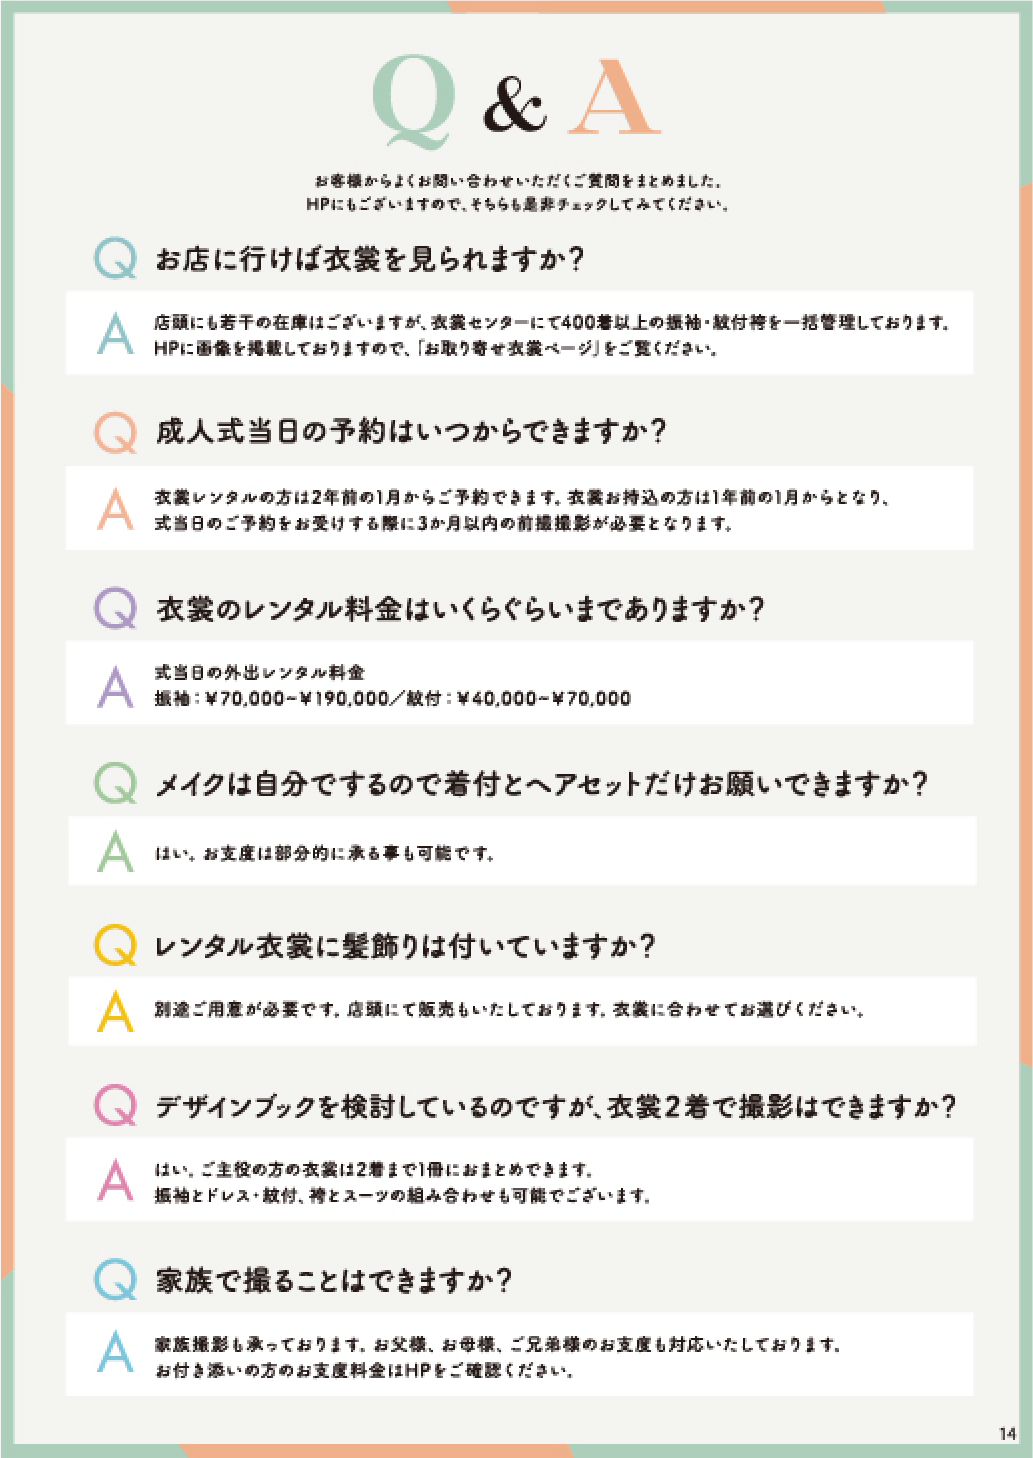 Q & A
お客様からよくお問い合わせいただくご質問をまとめました。
HPにもございますので、そちらも是非チェックしてみてください。
Q お店に行けば衣裳を見られますか？
A 店頭にも若干の在庫はございますが、衣裳センターにて400着以上の振袖・紋付袴を一括管理しております。
HPに画像を掲載しておりますので、「お取り寄せ衣裳ページ」をご覧ください。
Q 成人式当日の予約はいつからできますか？
A 衣裳レンタルの方は2年前の1月からご予約できます。衣裳お持込の方は1年前の1月からとなり、
式当日のご予約をお受けする際に3か月以内の前撮撮影が必要となります。
Q 衣裳のレンタル料金はいくらぐらいまでありますか？
A 式当日の外出レンタル料金
振袖：¥70,000~¥190,000／紋付：¥40,000~¥70,000
Q メイクは自分でするので着付とヘアセットだけお願いできますか？
A はい。お支度は部分的に承る事も可能です。
Q レンタル衣裳に髪飾りは付いていますか？
A 別途ご用意が必要です。店頭にて販売もいたしております。衣裳に合わせてお選びください。
Q デザインブックを検討しているのですが、衣裳2着で撮影はできますか？
A はい。ご主役の方の衣裳は2着まで1冊におまとめできます。
振袖とドレス・紋付、袴とスーツの組み合わせも可能でございます。
Q 家族で撮ることはできますか？
A 家族撮影も承っております。お父様、お母様、ご兄弟様のお支度も対応いたしております。
お付き添いの方のお支度料金はHPをご確認ください。
14